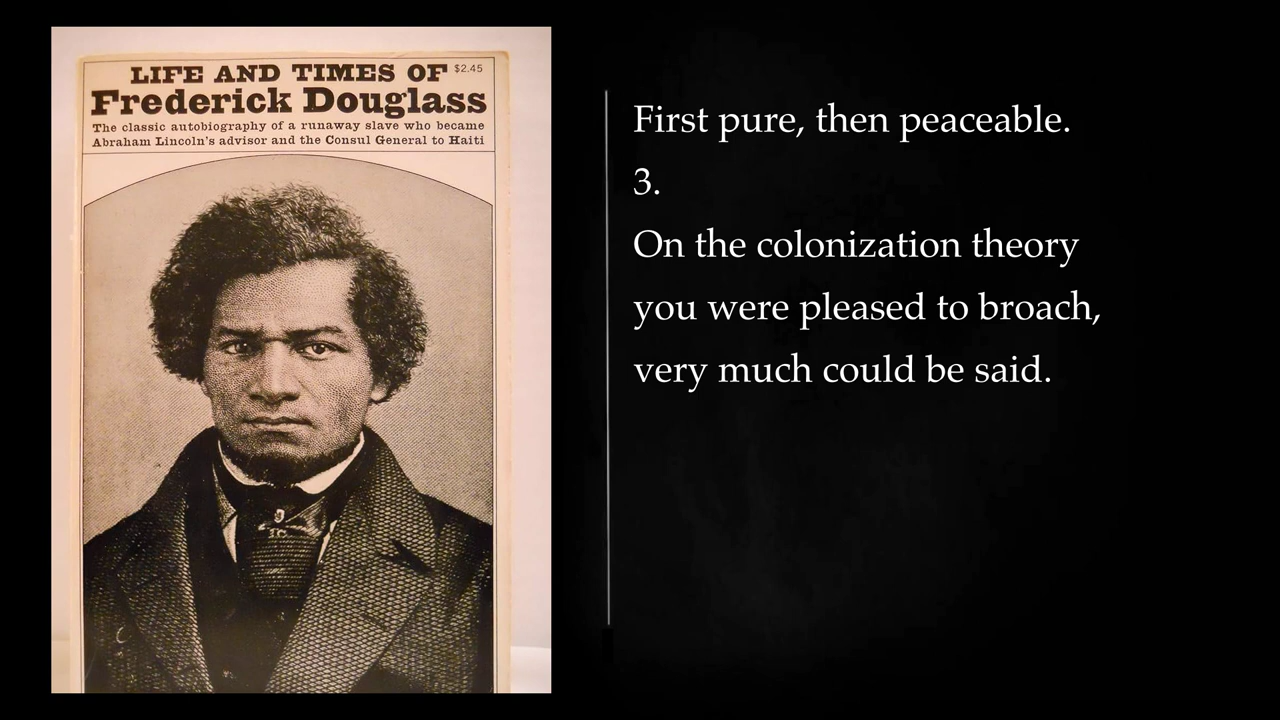 LIFE AND TIMES OF $2.45
Frederick Douglass
The classic autobiography of a runaway slave who became
Abraham Lincoln's advisor and the Consul General to Haiti
First pure, then peaceable.
3.
On the colonization theory
you were pleased to broach,
very much could be said.